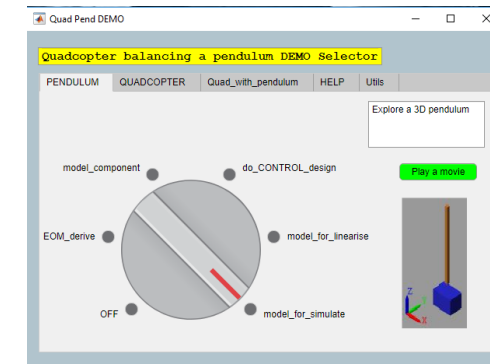 Quad Pend DEMO
Quadcopter balancing a pendulum DEMO Selector
PENDULUM QUADCOPTER Quad_with_pendulum HELP Utils
Explore a 3D pendulum
Play a movie
model_component do_CONTROL_design
EOM_derive model_for_linearise
OFF model_for_simulate
Z
Y
X